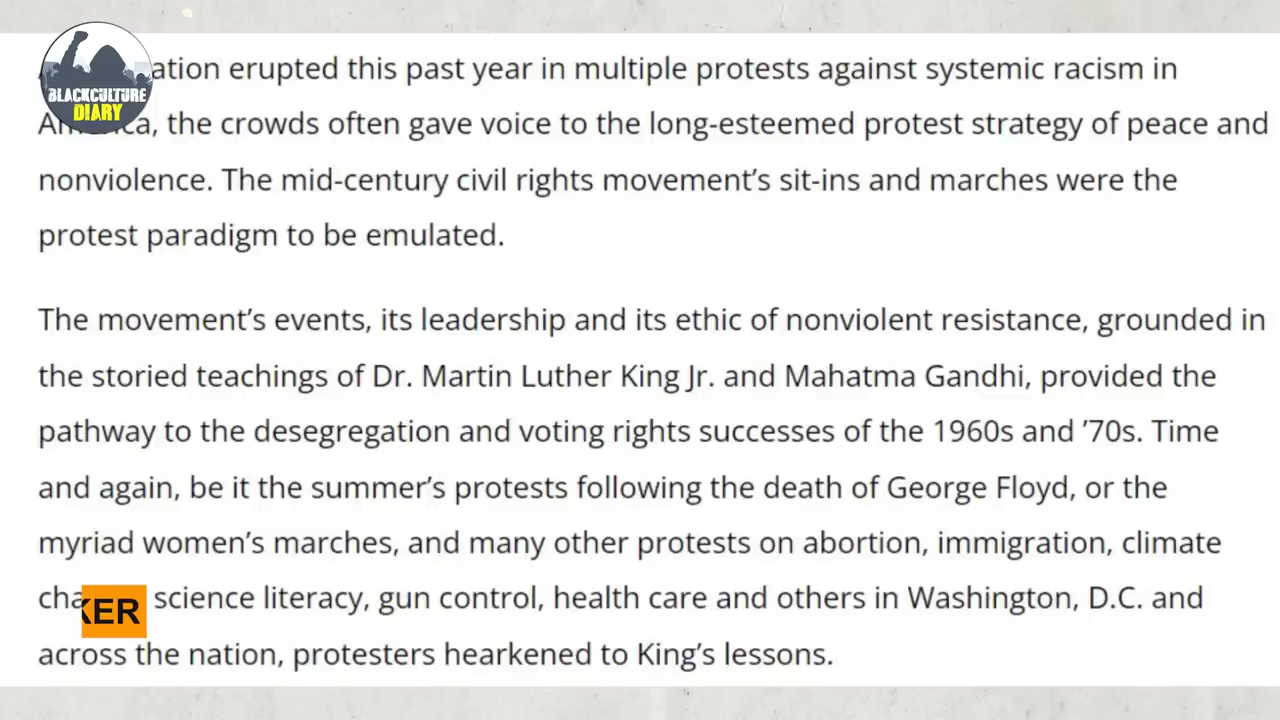 BLACKCULTURE
DIARY
ation erupted this past year in multiple protests against systemic racism in
the crowds often gave voice to the long-esteemed protest strategy of peace and
nonviolence. The mid-century civil rights movement’s sit-ins and marches were the
protest paradigm to be emulated.
The movement’s events, its leadership and its ethic of nonviolent resistance, grounded in
the storied teachings of Dr. Martin Luther King Jr. and Mahatma Gandhi, provided the
pathway to the desegregation and voting rights successes of the 1960s and ’70s. Time
and again, be it the summer’s protests following the death of George Floyd, or the
myriad women’s marches, and many other protests on abortion, immigration, climate
cha
KER
science literacy, gun control, health care and others in Washington, D.C. and
across the nation, protesters hearkened to King’s lessons.